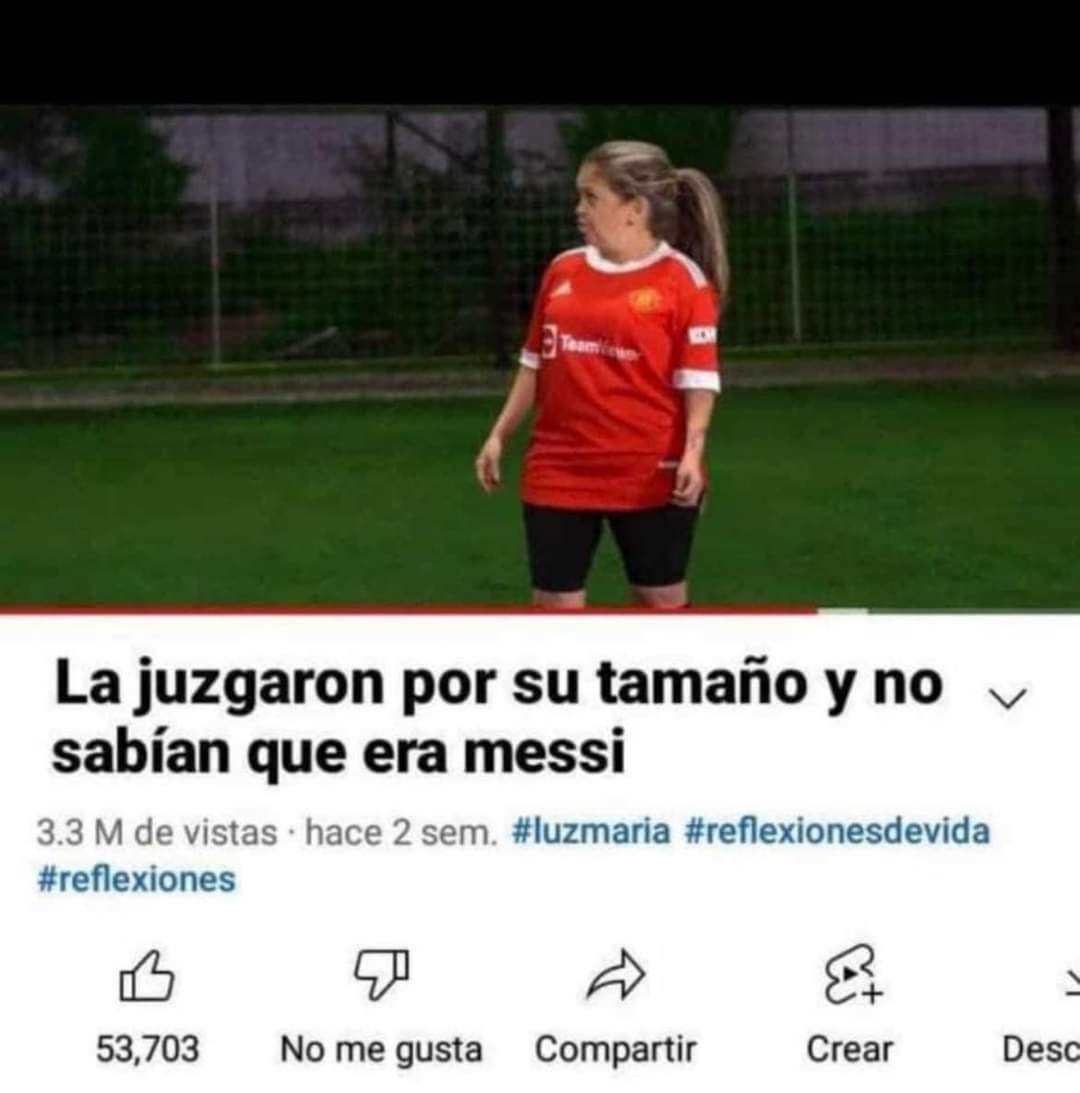 TeamViewer
La juzgaron por su tamaño y no
sabían que era messi
3.3 M de vistas · hace 2 sem. #luzmaria #reflexionesdevida
#reflexiones
53,703 No me gusta Compartir Crear Desc